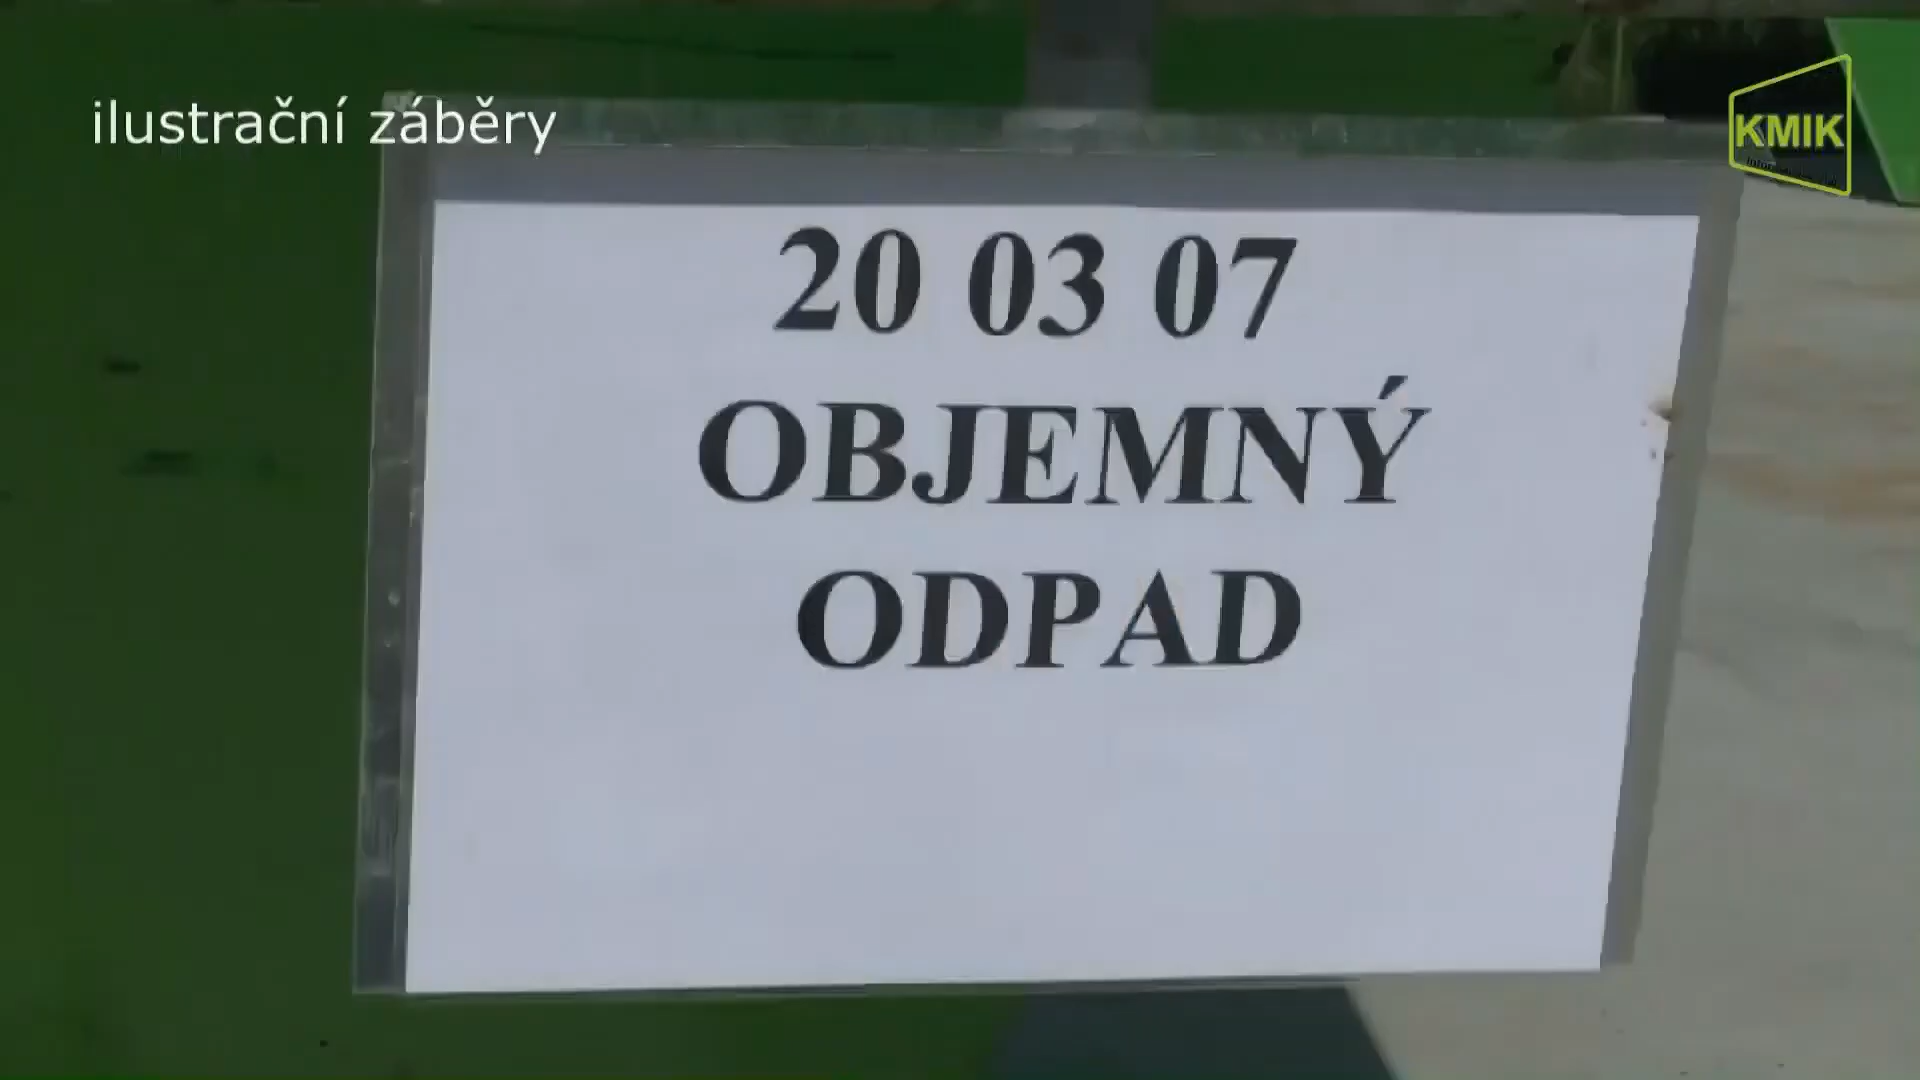 ilustrační záběry
KMIK
20 03 07
OBJEMNÝ
ODPAD